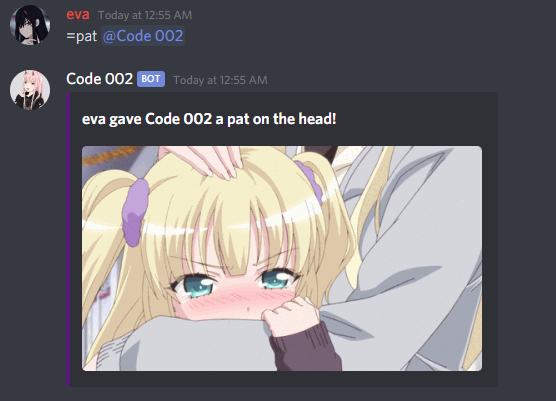 eva Today at 12:55 AM
=pat @Code 002
Code 002 BOT Today at 12:55 AM
eva gave Code 002 a pat on the head!